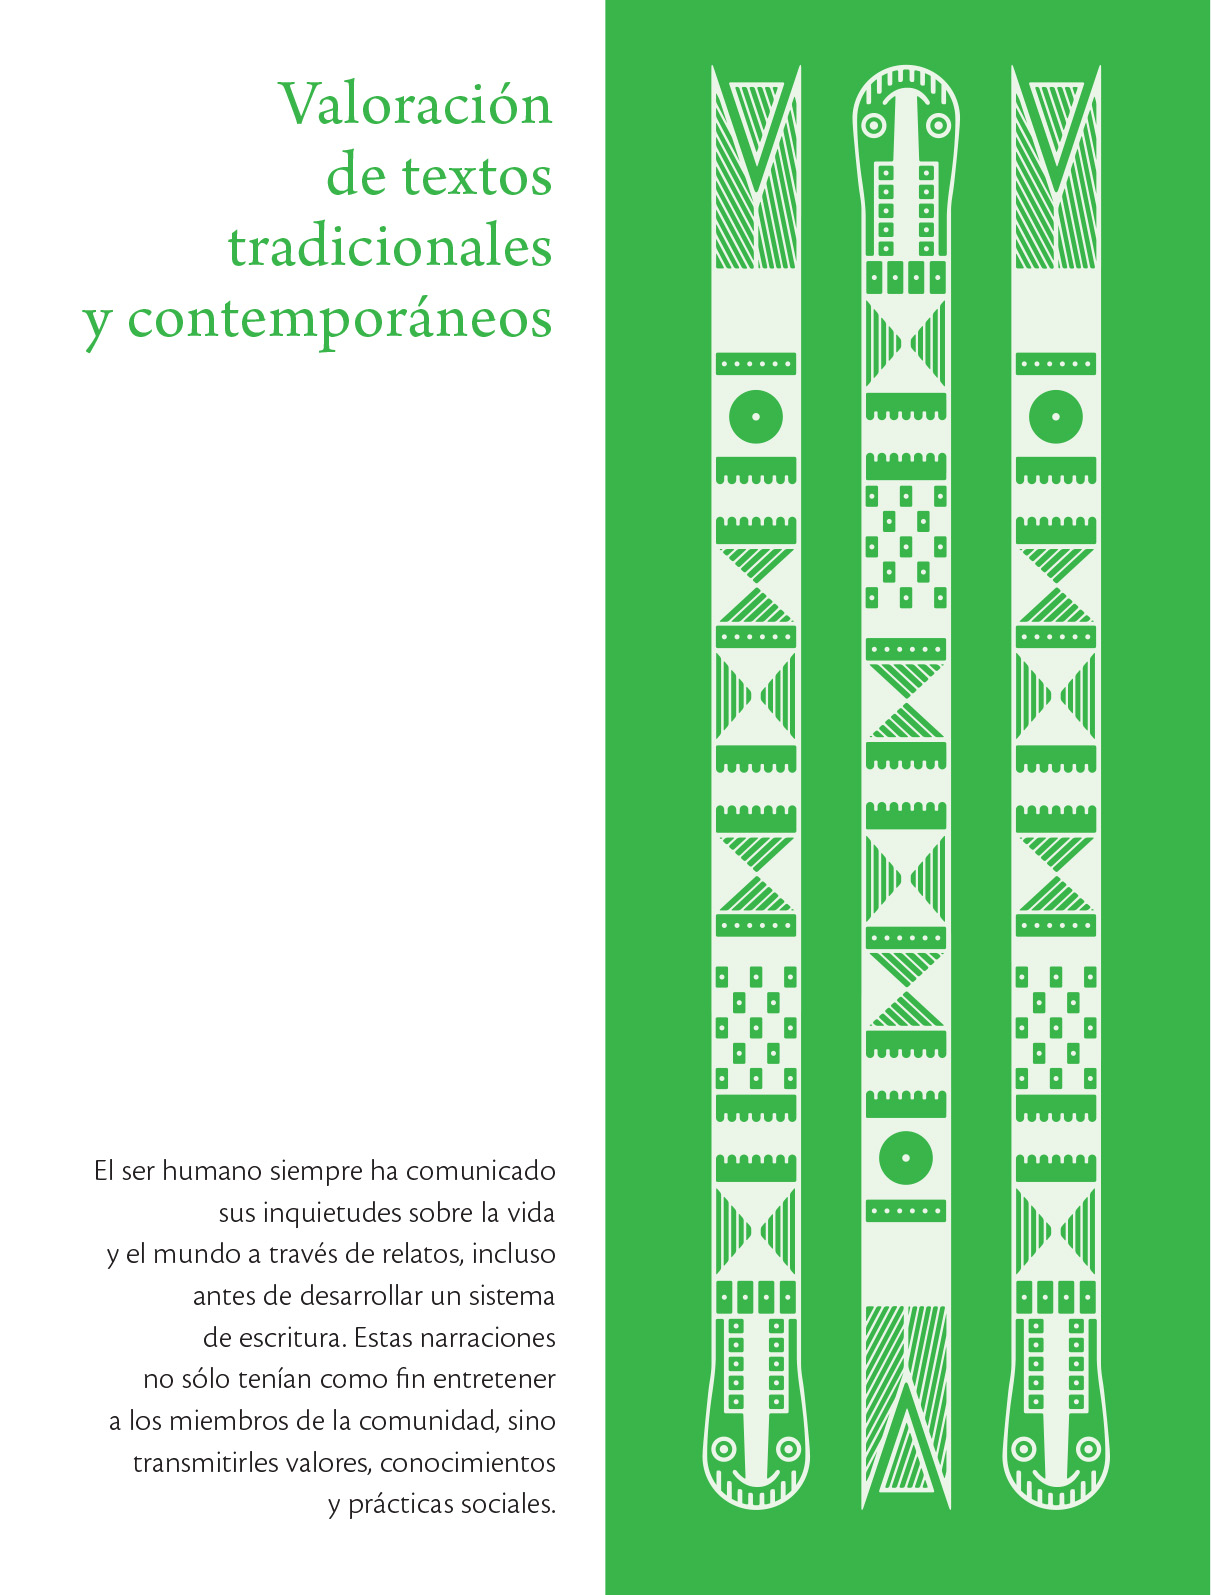 Valoración
de textos
tradicionales
y contemporáneos
El ser humano siempre ha comunicado
sus inquietudes sobre la vida
y el mundo a través de relatos, incluso
antes de desarrollar un sistema
de escritura. Estas narraciones
no sólo tenían como fin entretener
a los miembros de la comunidad, sino
transmitirles valores, conocimientos
y prácticas sociales.